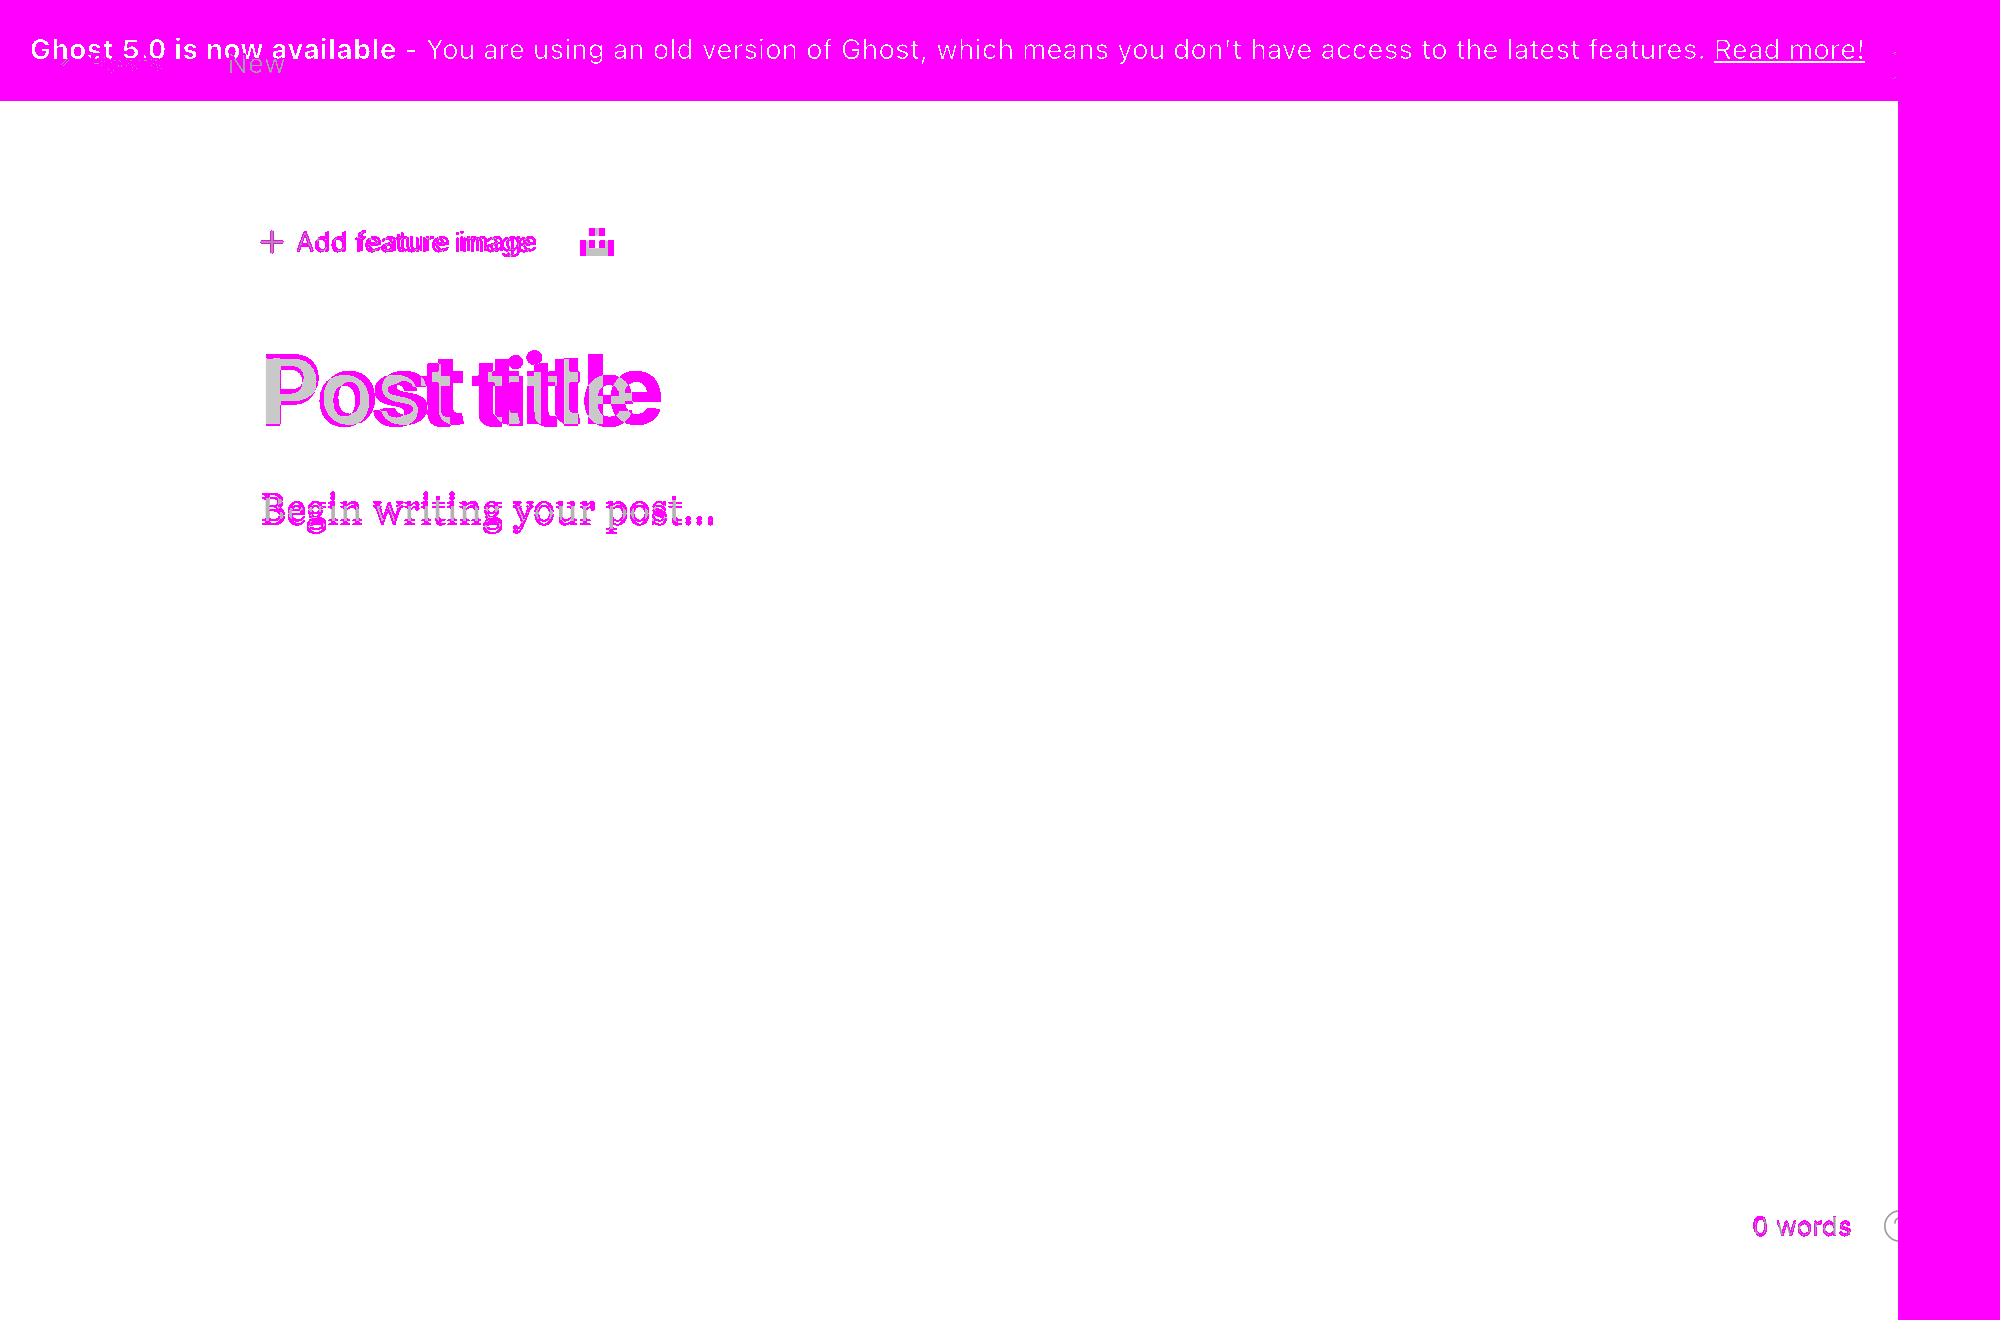 Ghost 5.0 is now available - You are using an old version of Ghost, which means you don't have access to the latest features. Read more!
New
+ Add feature image
Post title
Begin writing your post...
0 words